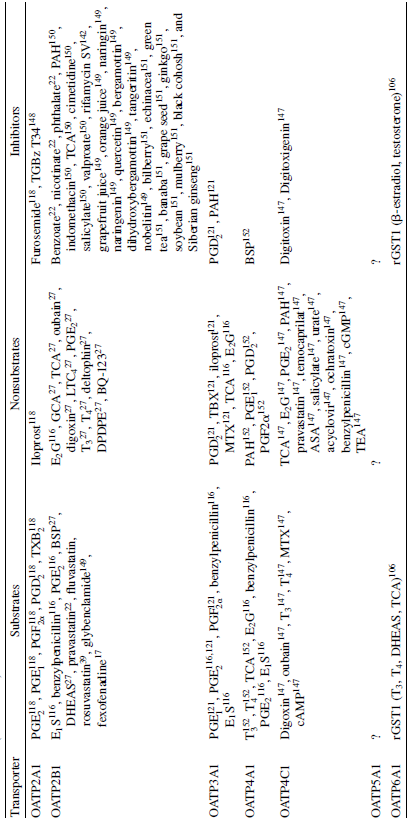 Transporter
Substrates
Nonsubstrates
Inhibitors
OATP2A1
PGE₂¹¹⁸, PGE₁¹¹⁸, PGF₂α¹¹⁸, PGD₂¹¹⁸, TXB₂¹¹⁸
Iloprost¹¹⁸
Furosemide¹¹⁸, TGBz T34¹⁴⁸
OATP2B1
E₁S¹¹⁶, benzylpenicillin¹¹⁶, PGE₂¹¹⁶, BSP²⁷,
DHEAS²⁷, pravastatin²², fluvastatin,
rosuvastatin³⁹, glybenclamide¹⁴⁹,
fexofenadine¹⁷
E₂G¹¹⁶, GCA²⁷, TCA²⁷, oubain²⁷,
digoxin²⁷, LTC₄²⁷, PGE₂²⁷,
T₃²⁷, T₄²⁷, deltophin²⁷,
DPDPE²⁷, BQ-123²⁷
Benzoate²², nicotinate²², phthalate²², PAH¹⁵⁰,
indomethacin¹⁵⁰, TCA¹⁵⁰, cimetidine¹⁵⁰,
salicylate¹⁵⁰, valproate¹⁵⁰, rifamycin SV¹⁴²,
grapefruit juice¹⁴⁹, orange juice¹⁴⁹, naringin¹⁴⁹,
naringenin¹⁴⁹, quercetin¹⁴⁹, bergamottin¹⁴⁹,
dihydroxybergamottin¹⁴⁹, tangeritin¹⁴⁹,
nobelitin¹⁴⁹, bilberry¹⁵¹, echinacea¹⁵¹, green
tea¹⁵¹, banaba¹⁵¹, grape seed¹⁵¹, ginkgo¹⁵¹,
soybean¹⁵¹, mulberry¹⁵¹, black cohosh¹⁵¹, and
Siberian ginseng¹⁵¹
OATP3A1
PGE₁¹²¹, PGE₂¹¹⁶,¹²¹, PGF₂α¹²¹, benzylpenicillin¹¹⁶,
E₁S¹¹⁶
PGD₂¹²¹, TBX¹²¹, iloprost¹²¹,
MTX¹²¹, TCA¹¹⁶, E₂G¹¹⁶
PGD₂¹²¹, PAH¹²¹
OATP4A1
T₃¹⁵², T₄¹⁵², TCA¹⁵², E₂G¹¹⁶, benzylpenicillin¹¹⁶,
PGE₂¹¹⁶, E₁S¹¹⁶
PAH¹⁵², PGE₁¹⁵², PGD₂¹⁵²,
PGF2α¹⁵²
BSP¹⁵²
OATP4C1
Digoxin¹⁴⁷, oubain¹⁴⁷, T₃¹⁴⁷, T₄¹⁴⁷, MTX¹⁴⁷,
cAMP¹⁴⁷
TCA¹⁴⁷, E₂G¹⁴⁷, PGE₂¹⁴⁷, PAH¹⁴⁷,
pravastatin¹⁴⁷, temocaprilat¹⁴⁷,
ASA¹⁴⁷, salicylate¹⁴⁷, urate¹⁴⁷,
acyclovir¹⁴⁷, ochratoxin¹⁴⁷,
benzylpenicillin¹⁴⁷, cGMP¹⁴⁷,
TEA¹⁴⁷
Digitoxin¹⁴⁷, Digitoxigenin¹⁴⁷
OATP5A1
?
?
?
OATP6A1
rGST1 (T₃, T₄, DHEAS, TCA)¹⁰⁶
rGST1 (β-estradiol, testosterone)¹⁰⁶